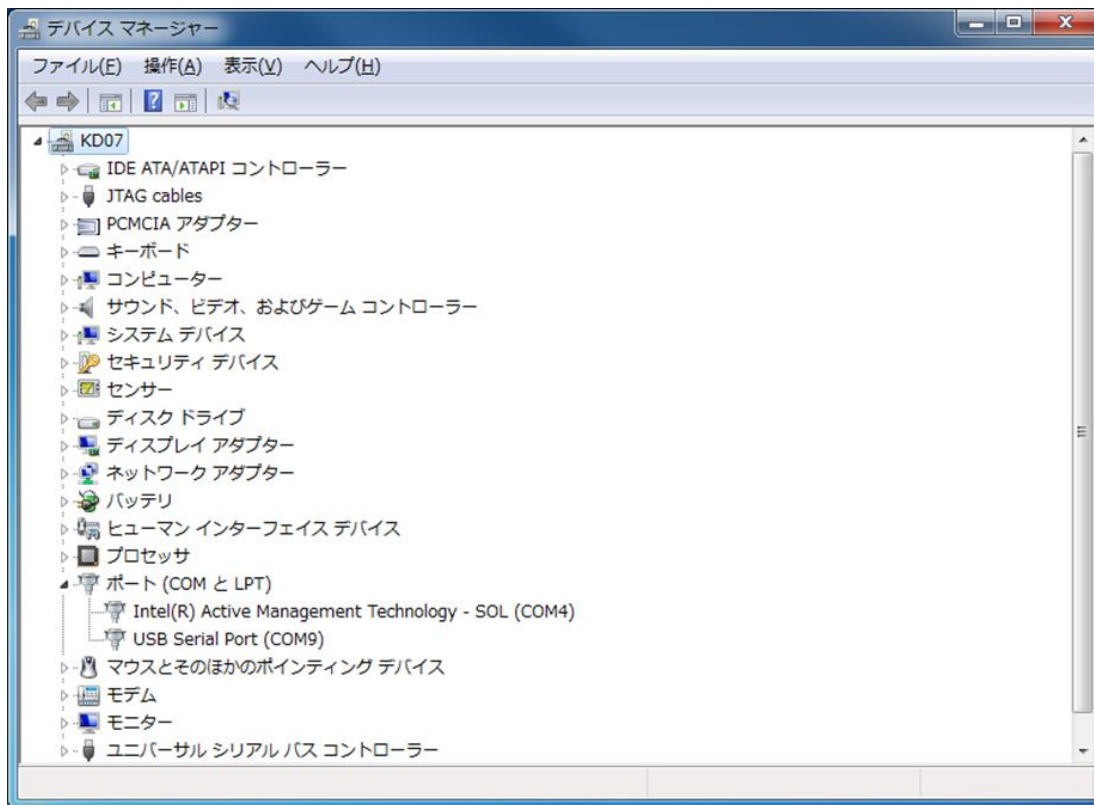 デバイス マネージャー
ファイル(F) 操作(A) 表示(V) ヘルプ(H)
KD07
IDE ATA/ATAPI コントローラー
JTAG cables
PCMCIA アダプター
キーボード
コンピューター
サウンド、ビデオ、およびゲーム コントローラー
システム デバイス
セキュリティ デバイス
センサー
ディスク ドライブ
ディスプレイ アダプター
ネットワーク アダプター
バッテリ
ヒューマン インターフェイス デバイス
プロセッサ
ポート (COM と LPT)
Intel(R) Active Management Technology - SOL (COM4)
USB Serial Port (COM9)
マウスとそのほかのポインティング デバイス
モデム
モニター
ユニバーサル シリアル バス コントローラー